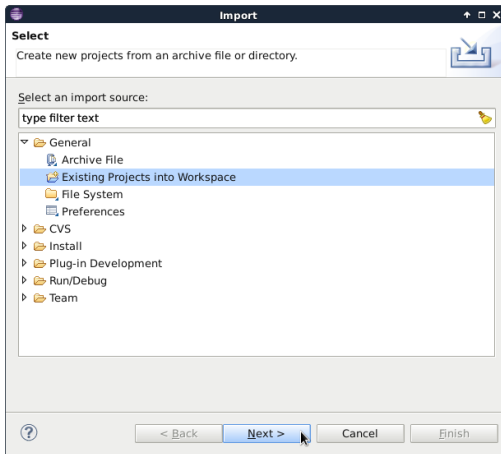 Import
Select
Create new projects from an archive file or directory.
Select an import source:
type filter text
General
Archive File
Existing Projects into Workspace
File System
Preferences
CVS
Install
Plug-in Development
Run/Debug
Team
? < Back Next > Cancel Finish